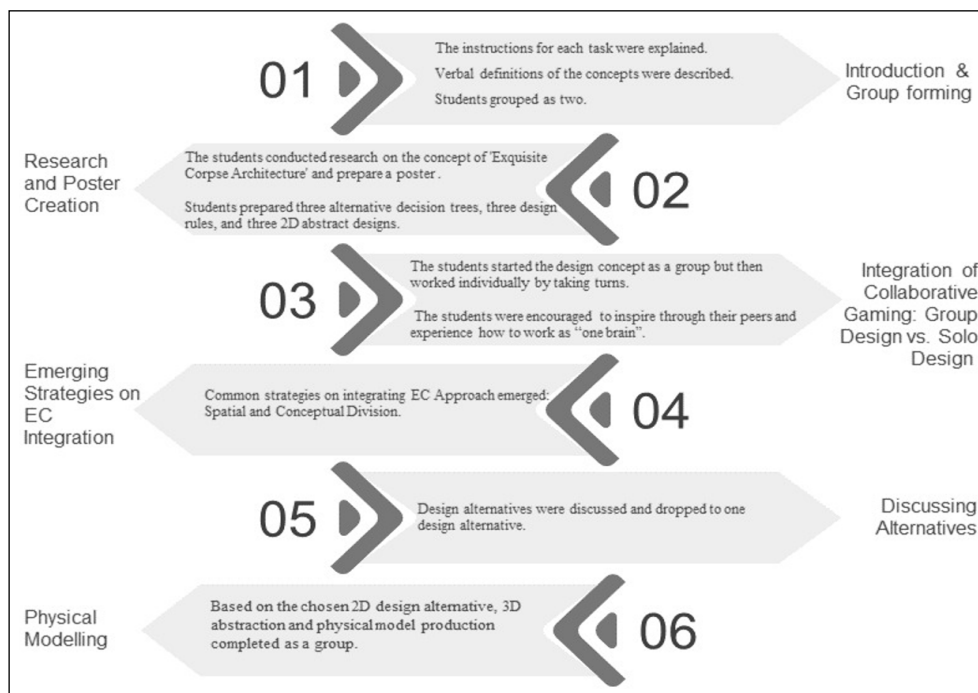 01
The instructions for each task were explained.
Verbal definitions of the concepts were described.
Students grouped as two.
Introduction &
Group forming
Research
and Poster
Creation
The students conducted research on the concept of 'Exquisite
Corpse Architecture' and prepare a poster .
Students prepared three alternative decision trees, three design
rules, and three 2D abstract designs.
02
03
The students started the design concept as a group but then
worked individually by taking turns.
The students were encouraged to inspire through their peers and
experience how to work as “one brain”.
Integration of
Collaborative
Gaming: Group
Design vs. Solo
Design
Emerging
Strategies on
EC
Integration
Common strategies on integrating EC Approach emerged:
Spatial and Conceptual Division.
04
05
Design alternatives were discussed and dropped to one
design alternative.
Discussing
Alternatives
Physical
Modelling
Based on the chosen 2D design alternative, 3D
abstraction and physical model production
completed as a group.
06